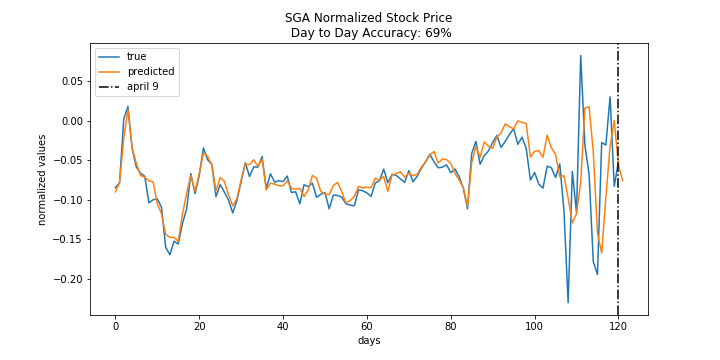 SGA Normalized Stock Price
Day to Day Accuracy: 69%
true
predicted
april 9
normalized values
0.05
0.00
−0.05
−0.10
−0.15
−0.20
0 20 40 60 80 100 120
days